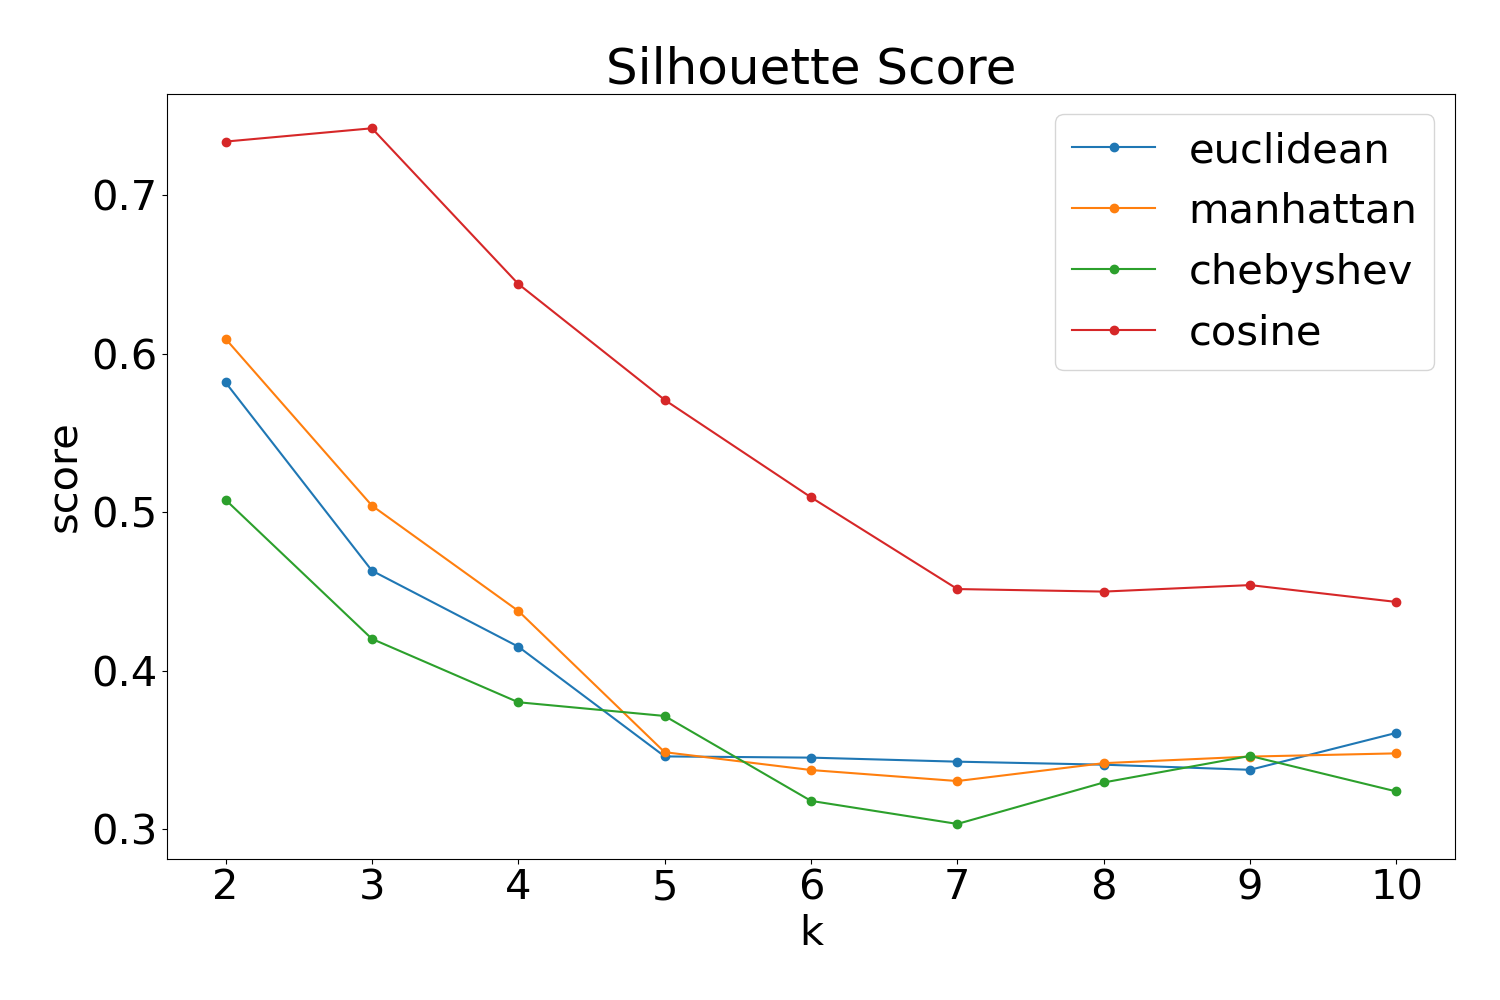 Silhouette Score
euclidean
manhattan
chebyshev
cosine
score
0.7
0.6
0.5
0.4
0.3
2 3 4 5 6 7 8 9 10
k